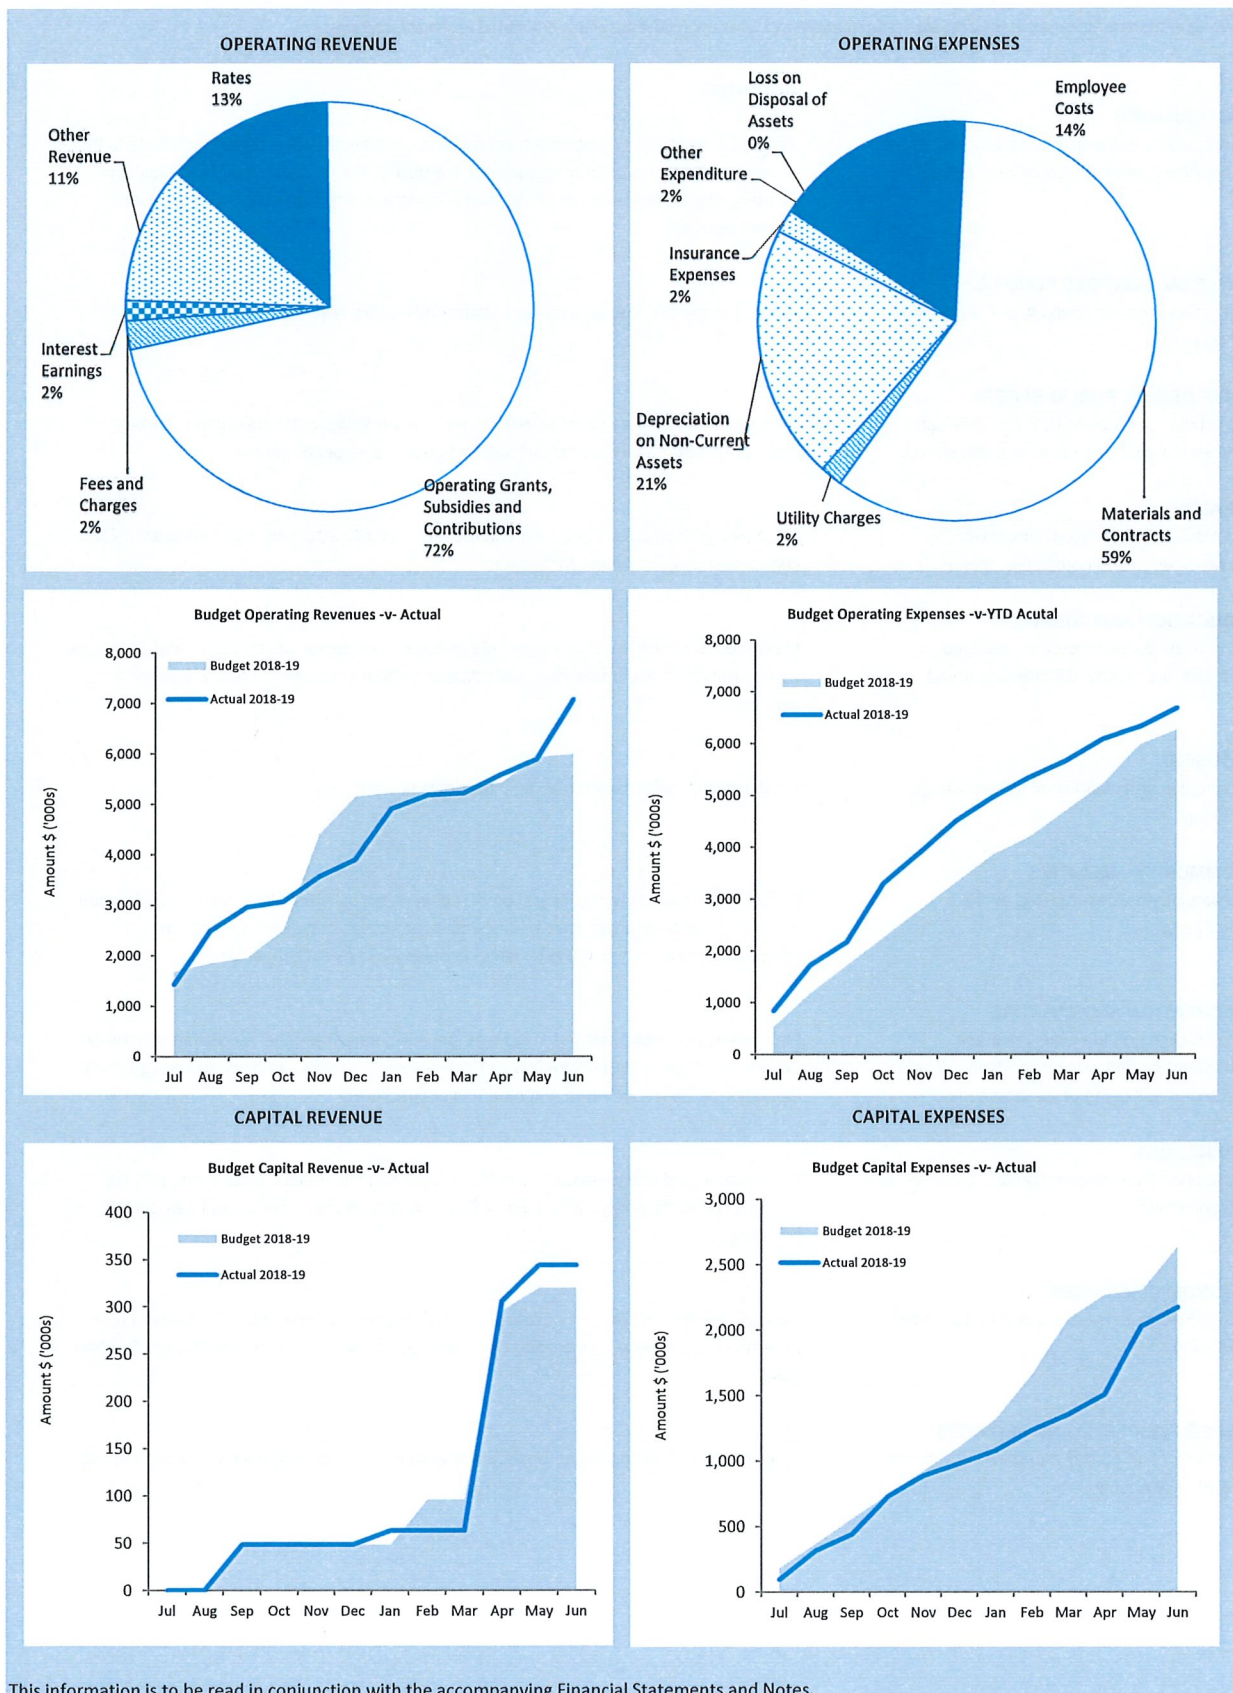 OPERATING REVENUE
Rates
13%
Other
Revenue
11%
Interest
Earnings
2%
Fees and
Charges
2%
Operating Grants,
Subsidies and
Contributions
72%
OPERATING EXPENSES
Loss on
Disposal of
Assets
0%
Employee
Costs
14%
Other
Expenditure
2%
Insurance
Expenses
2%
Depreciation
on Non-Current
Assets
21%
Utility Charges
2%
Materials and
Contracts
59%
Budget Operating Revenues -v- Actual
Budget 2018-19
Actual 2018-19
Amount $ ('000s)
8,000
7,000
6,000
5,000
4,000
3,000
2,000
1,000
0
Jul Aug Sep Oct Nov Dec Jan Feb Mar Apr May Jun
Budget Operating Expenses -v-YTD Acutal
Budget 2018-19
Actual 2018-19
Amount $ ('000s)
8,000
7,000
6,000
5,000
4,000
3,000
2,000
1,000
0
Jul Aug Sep Oct Nov Dec Jan Feb Mar Apr May Jun
CAPITAL REVENUE
Budget Capital Revenue -v- Actual
Budget 2018-19
Actual 2018-19
Amount $ ('000s)
400
350
300
250
200
150
100
50
0
Jul Aug Sep Oct Nov Dec Jan Feb Mar Apr May Jun
CAPITAL EXPENSES
Budget Capital Expenses -v- Actual
Budget 2018-19
Actual 2018-19
Amount $ ('000s)
3,000
2,500
2,000
1,500
1,000
500
0
Jul Aug Sep Oct Nov Dec Jan Feb Mar Apr May Jun
This information is to be read in conjunction with the accompanying Financial Statements and Notes